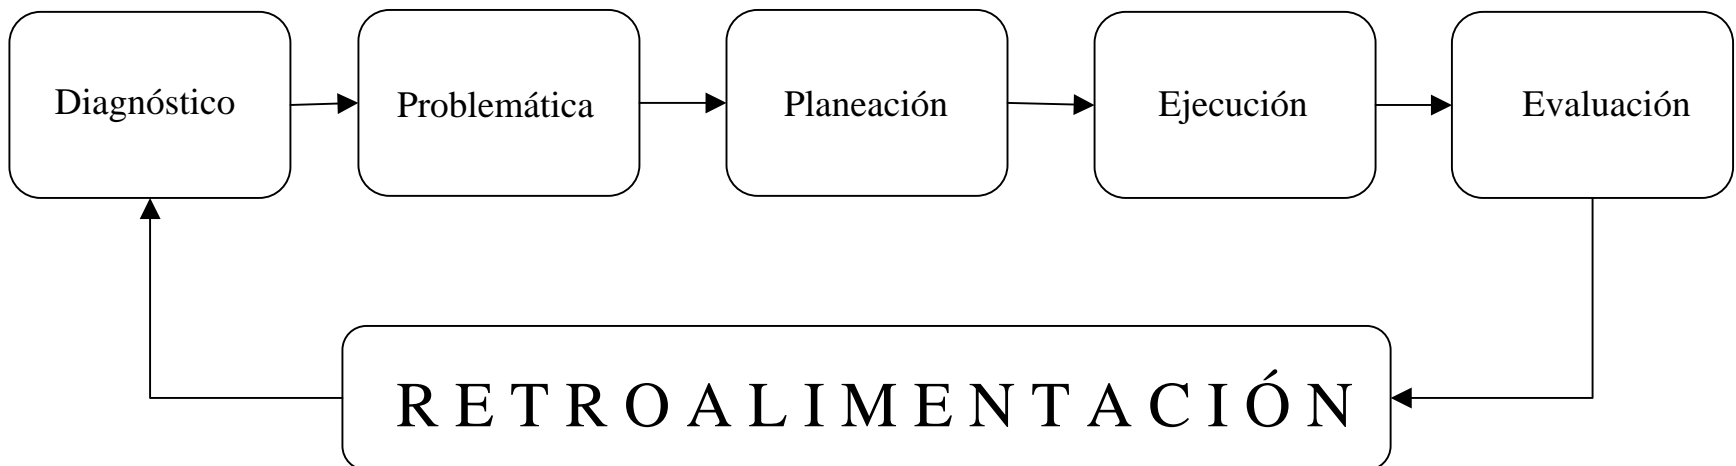 Diagnóstico
Problemática
Planeación
Ejecución
Evaluación
R E T R O A L I M E N T A C I Ó N